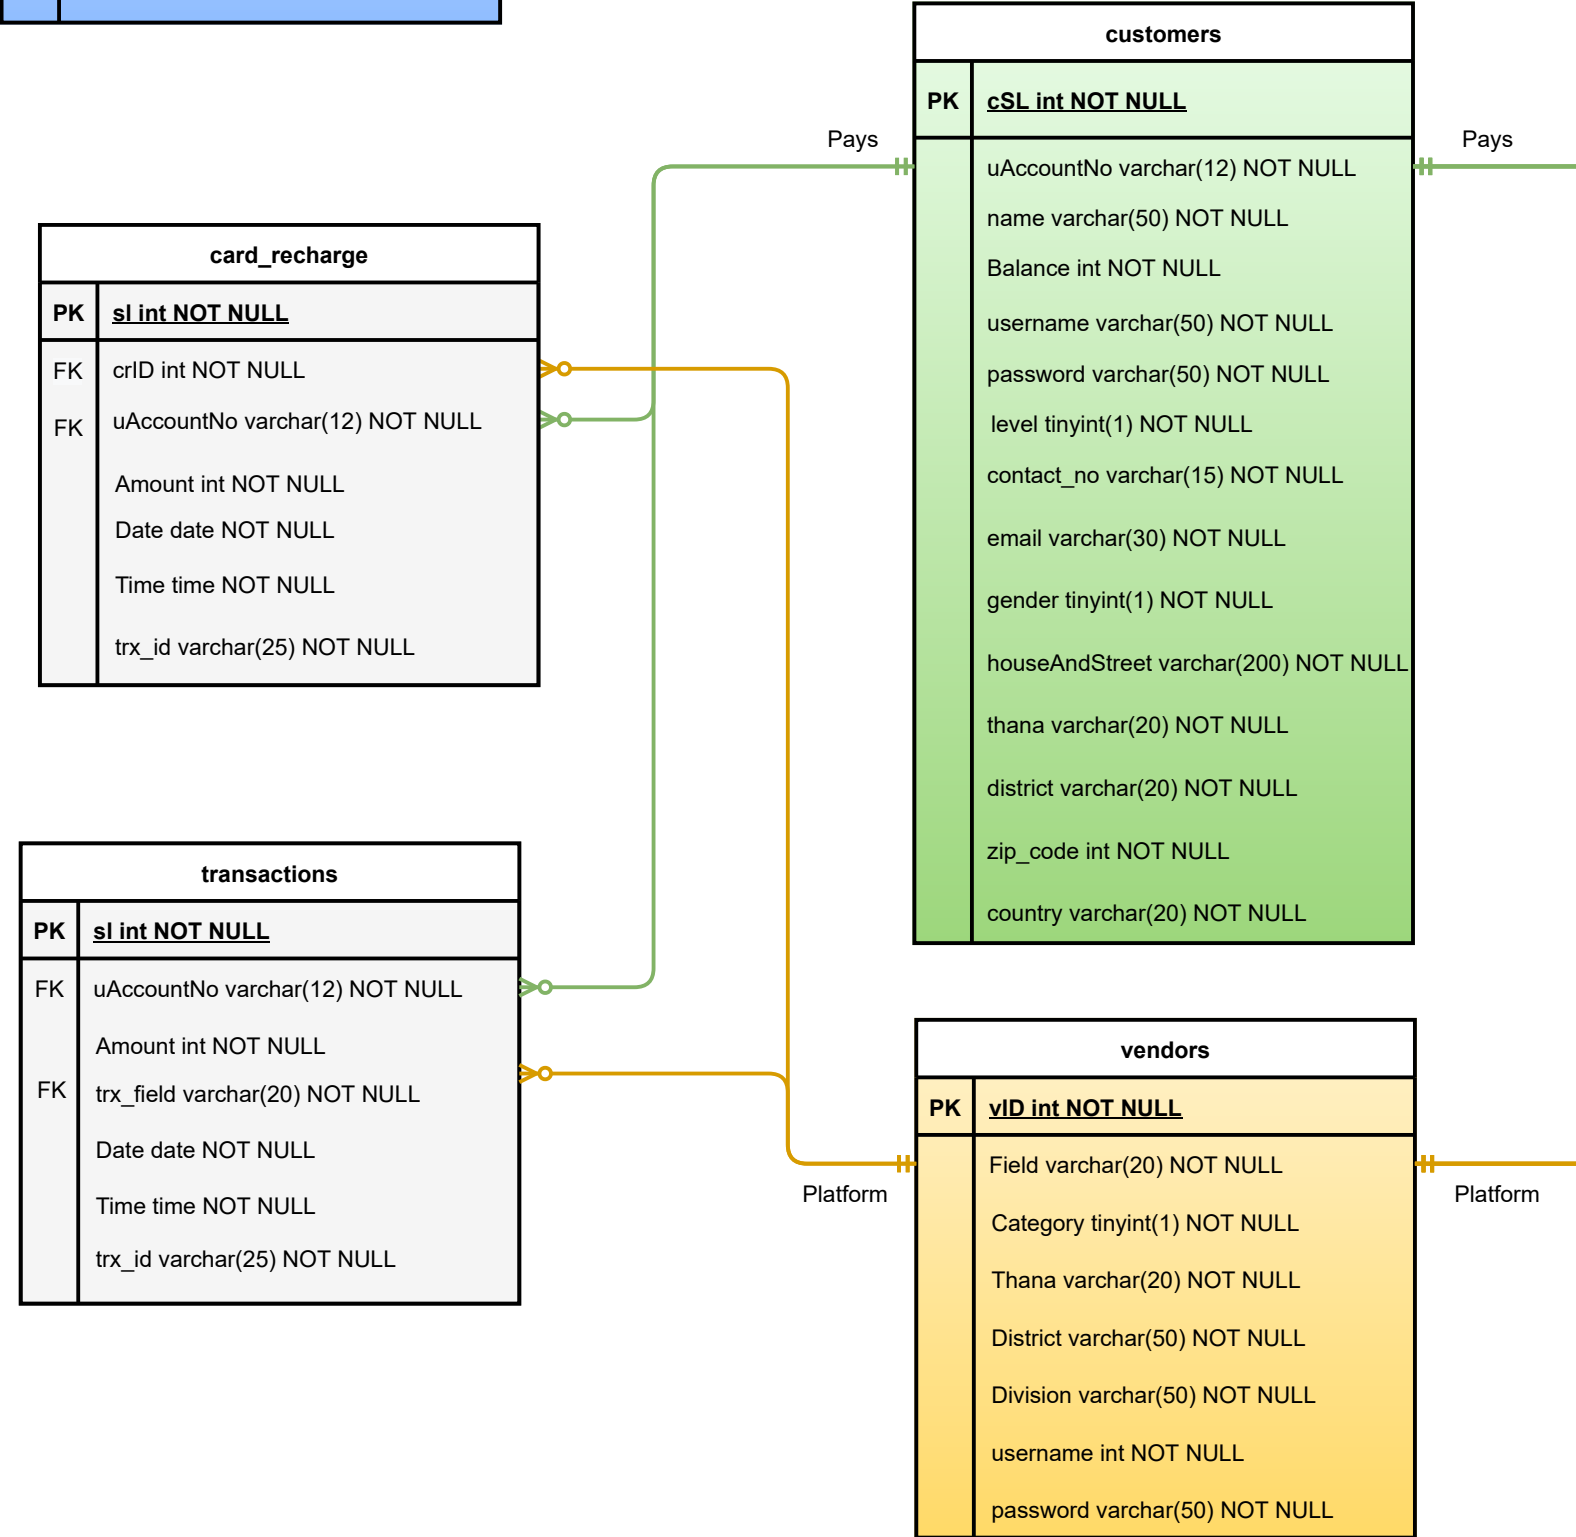 customers
PK cSL int NOT NULL
uAccountNo varchar(12) NOT NULL
name varchar(50) NOT NULL
Balance int NOT NULL
username varchar(50) NOT NULL
password varchar(50) NOT NULL
level tinyint(1) NOT NULL
contact_no varchar(15) NOT NULL
email varchar(30) NOT NULL
gender tinyint(1) NOT NULL
houseAndStreet varchar(200) NOT NULL
thana varchar(20) NOT NULL
district varchar(20) NOT NULL
zip_code int NOT NULL
country varchar(20) NOT NULL
Pays
Pays
card_recharge
PK sl int NOT NULL
FK crID int NOT NULL
FK uAccountNo varchar(12) NOT NULL
Amount int NOT NULL
Date date NOT NULL
Time time NOT NULL
trx_id varchar(25) NOT NULL
transactions
PK sl int NOT NULL
FK uAccountNo varchar(12) NOT NULL
Amount int NOT NULL
FK trx_field varchar(20) NOT NULL
Date date NOT NULL
Time time NOT NULL
trx_id varchar(25) NOT NULL
vendors
PK vID int NOT NULL
Field varchar(20) NOT NULL
Category tinyint(1) NOT NULL
Thana varchar(20) NOT NULL
District varchar(50) NOT NULL
Division varchar(50) NOT NULL
username int NOT NULL
password varchar(50) NOT NULL
Platform
Platform